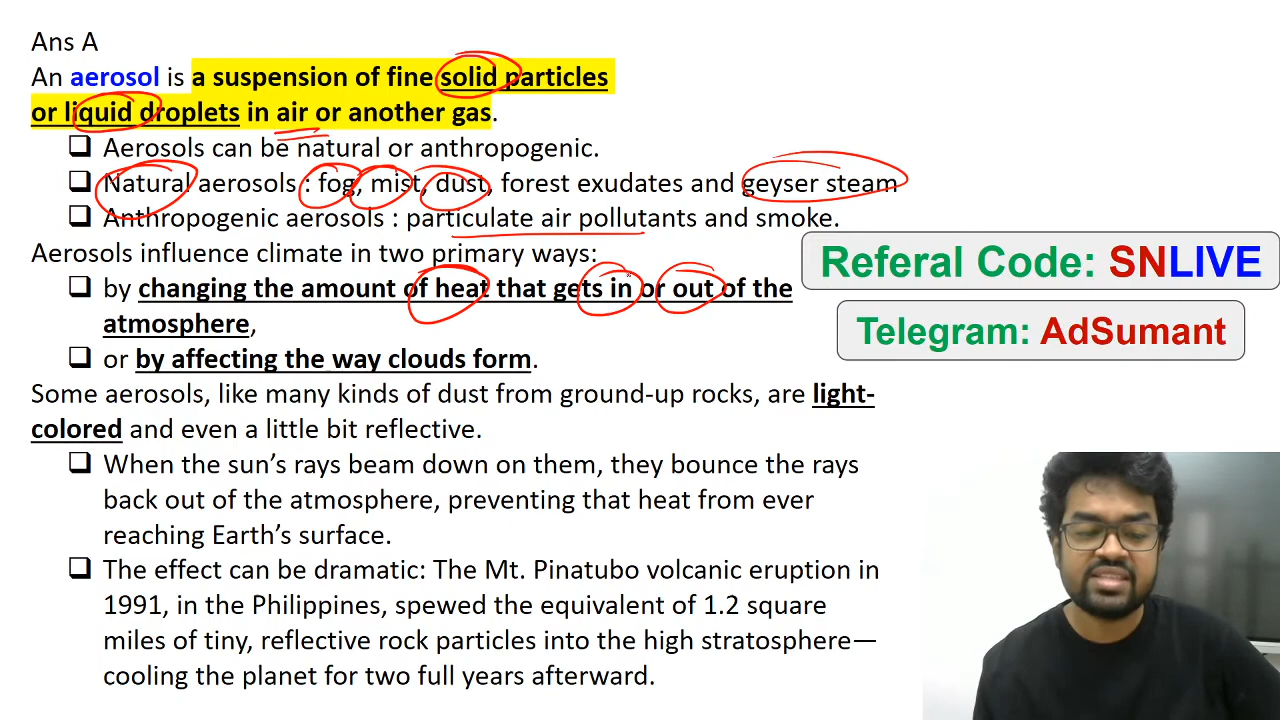 Ans A
An aerosol is a suspension of fine solid particles
or liquid droplets in air or another gas.
Aerosols can be natural or anthropogenic.
Natural aerosols : fog, mist, dust, forest exudates and geyser steam
Anthropogenic aerosols : particulate air pollutants and smoke.
Aerosols influence climate in two primary ways:
by changing the amount of heat that gets in or out of the
atmosphere,
or by affecting the way clouds form.
Some aerosols, like many kinds of dust from ground-up rocks, are light-
colored and even a little bit reflective.
When the sun’s rays beam down on them, they bounce the rays
back out of the atmosphere, preventing that heat from ever
reaching Earth’s surface.
The effect can be dramatic: The Mt. Pinatubo volcanic eruption in
1991, in the Philippines, spewed the equivalent of 1.2 square
miles of tiny, reflective rock particles into the high stratosphere—
cooling the planet for two full years afterward.
Referal Code: SNLIVE
Telegram: AdSumant